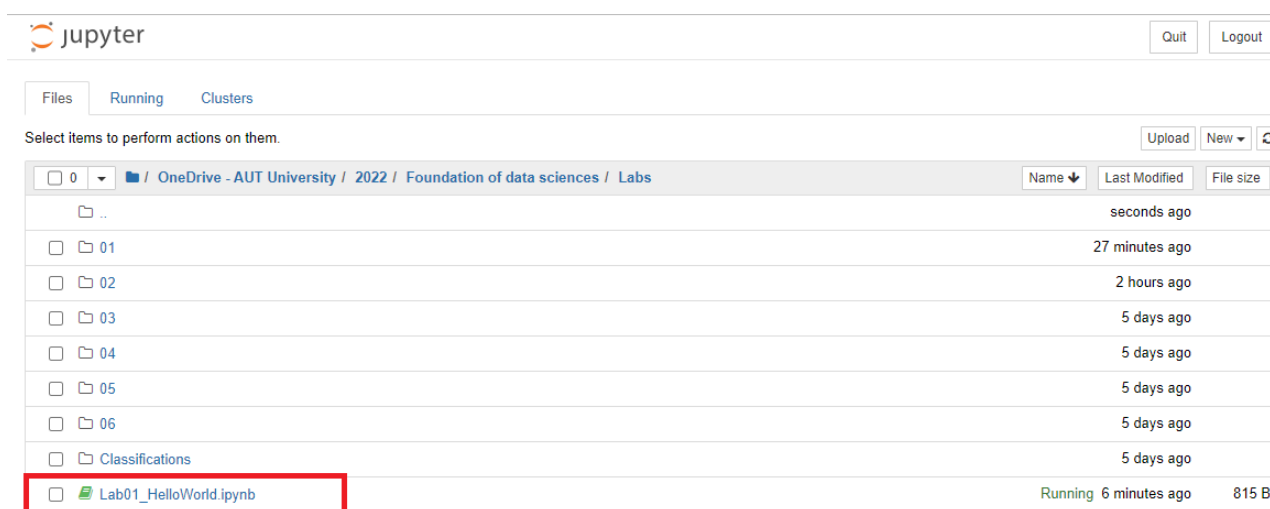 jupyter Quit Logout
Files Running Clusters
Select items to perform actions on them. Upload New
0 / OneDrive - AUT University / 2022 / Foundation of data sciences / Labs Name Last Modified File size
.. seconds ago
01 27 minutes ago
02 2 hours ago
03 5 days ago
04 5 days ago
05 5 days ago
06 5 days ago
Classifications 5 days ago
Lab01_HelloWorld.ipynb Running 6 minutes ago 815 B